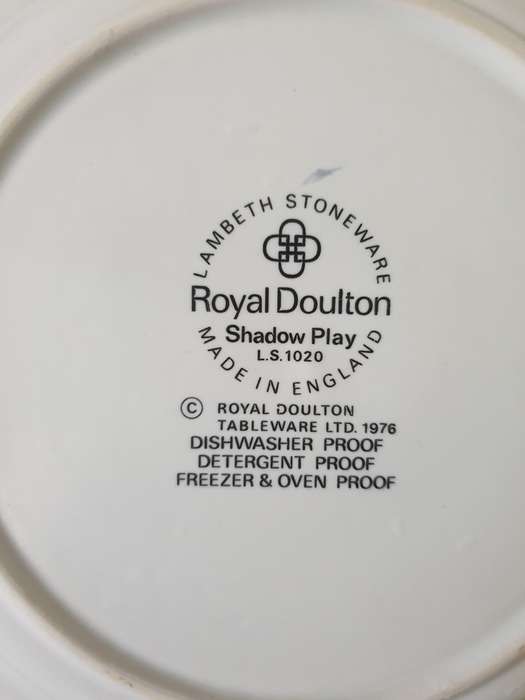 LAMBETH STONEWARE
Royal Doulton
Shadow Play
L.S.1020
MADE IN ENGLAND
© ROYAL DOULTON
TABLEWARE LTD. 1976
DISHWASHER PROOF
DETERGENT PROOF
FREEZER & OVEN PROOF